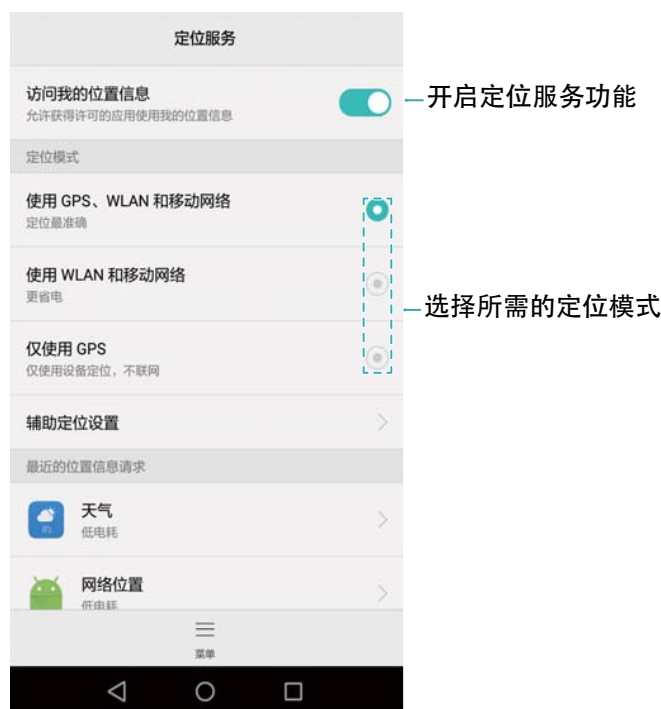 定位服务
访问我的位置信息
允许获得许可的应用使用我的位置信息
开启定位服务功能
定位模式
使用 GPS、WLAN 和移动网络
定位最准确
使用 WLAN 和移动网络
更省电
选择所需的定位模式
仅使用 GPS
仅使用设备定位，不联网
辅助定位设置
最近的位置信息请求
天气
低电耗
网络位置
低电耗
菜单